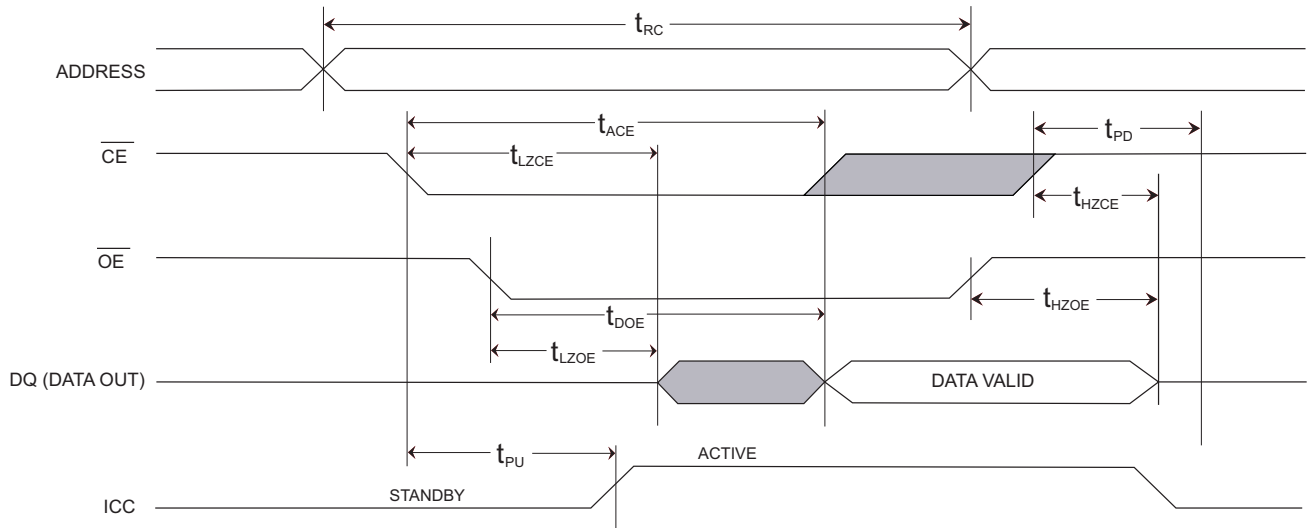 tRC
ADDRESS
tACE
tPD
CE
tLZCE
tHZCE
OE
tHZOE
tDOE
tLZOE
DQ (DATA OUT)
DATA VALID
tPU
ACTIVE
STANDBY
ICC